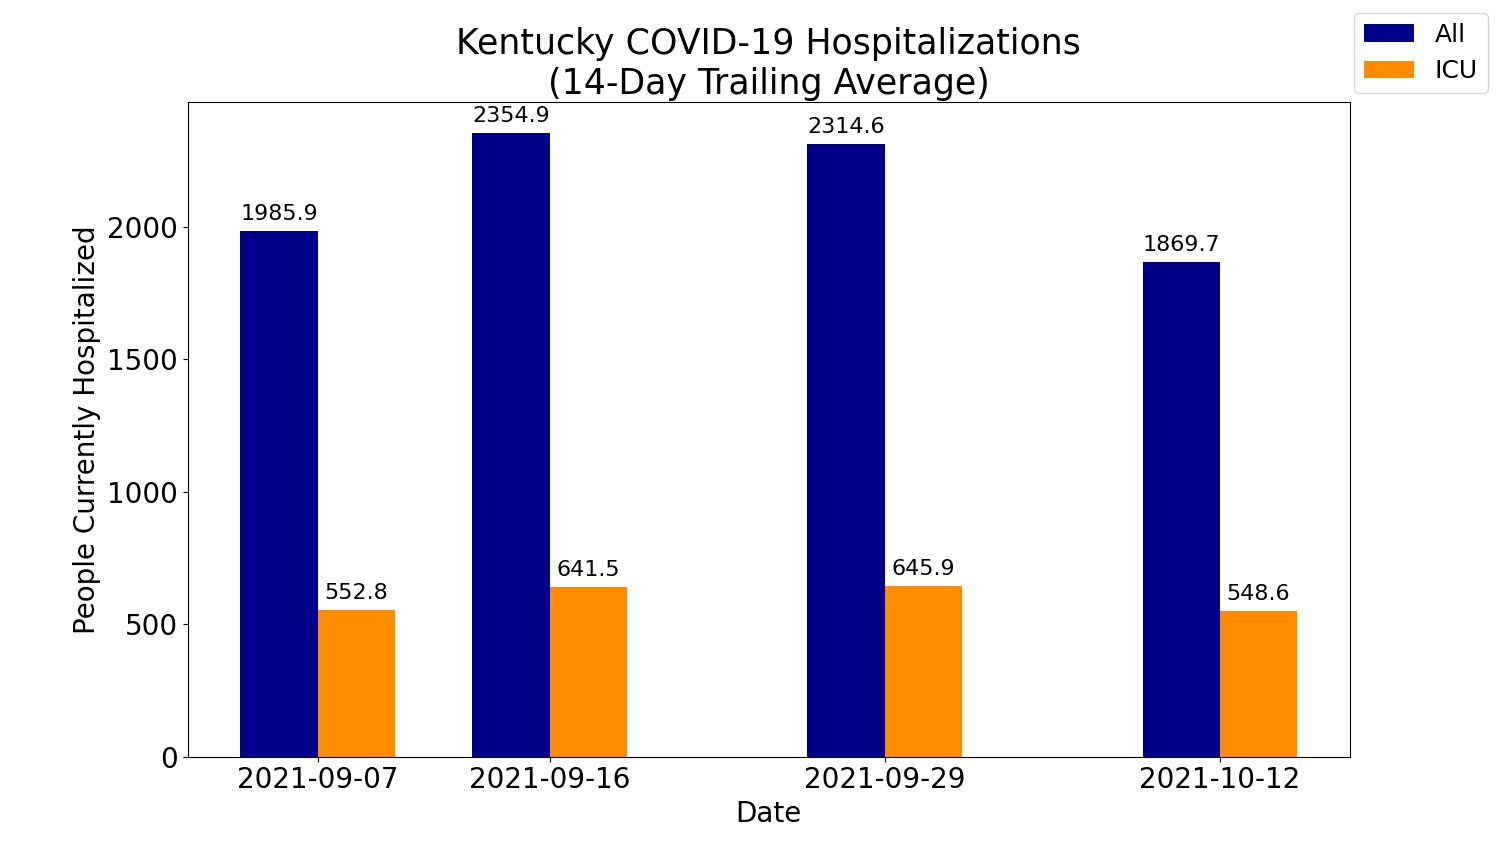 Kentucky COVID-19 Hospitalizations
(14-Day Trailing Average)
All
ICU
People Currently Hospitalized
2000
1500
1000
500
0
1985.9
552.8
2354.9
641.5
2314.6
645.9
1869.7
548.6
2021-09-07
2021-09-16
2021-09-29
2021-10-12
Date